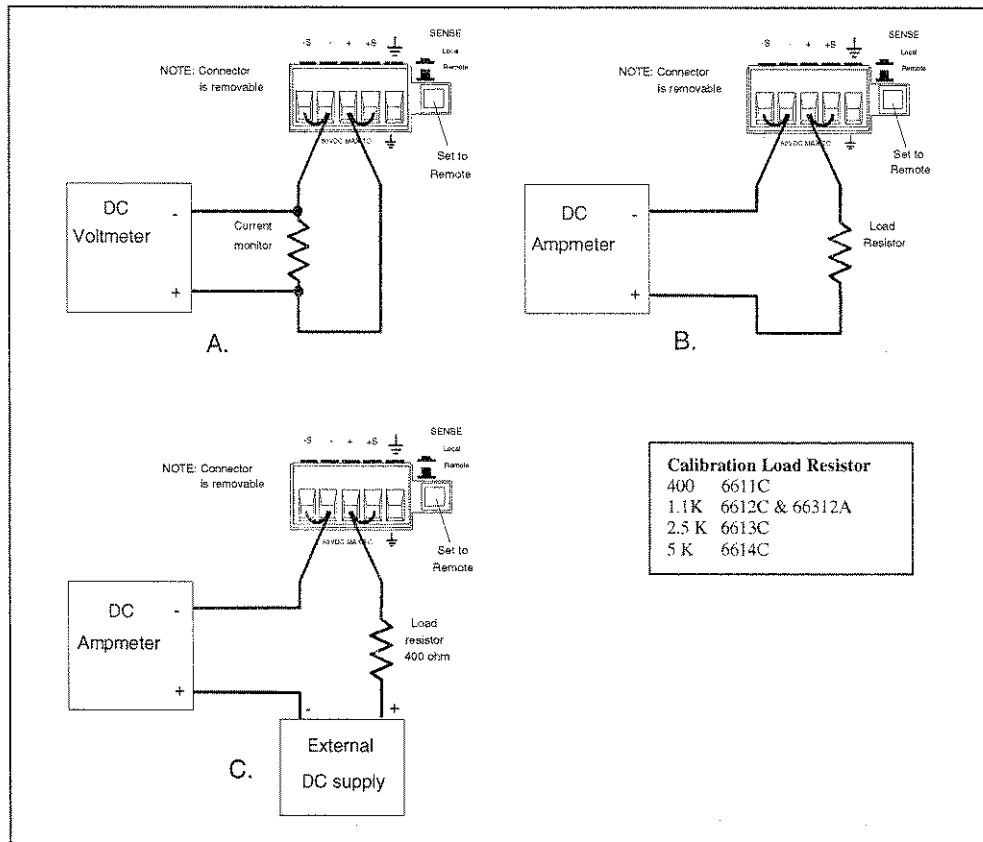 -S - + +S
SENSE
Local
Remote
NOTE: Connector
is removable
Set to
Remote
DC
Voltmeter
-
+
Current
monitor
A.
-S - + +S
SENSE
Local
Remote
NOTE: Connector
is removable
Set to
Remote
DC
Ampmeter
-
+
Load
Resistor
B.
-S - + +S
SENSE
Local
Remote
NOTE: Connector
is removable
Set to
Remote
DC
Ampmeter
-
+
Load
resistor
400 ohm
- +
External
DC supply
C.
Calibration Load Resistor
400 6611C
1.1K 6612C & 66312A
2.5 K 6613C
5 K 6614C